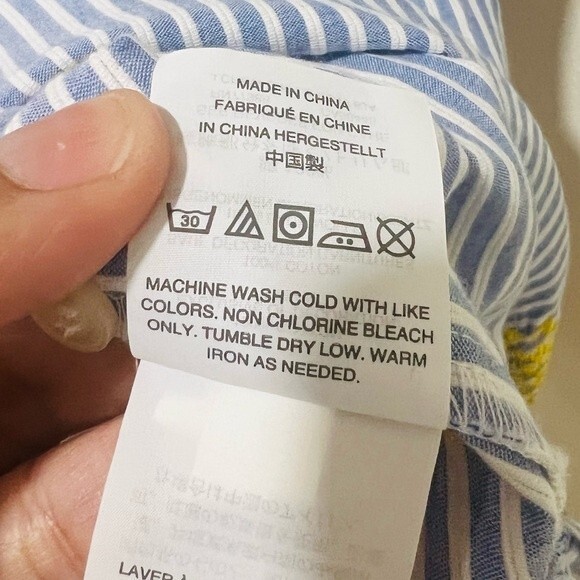 MADE IN CHINA
FABRIQUÉ EN CHINE
IN CHINA HERGESTELLT
中国製
30
MACHINE WASH COLD WITH LIKE
COLORS. NON CHLORINE BLEACH
ONLY. TUMBLE DRY LOW. WARM
IRON AS NEEDED.
LAVER